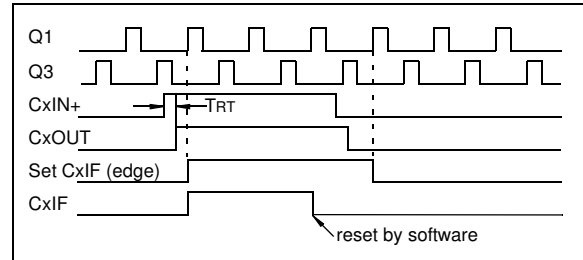 Q1
Q3
CxIN+
TRT
CxOUT
Set CxIF (edge)
CxIF
reset by software